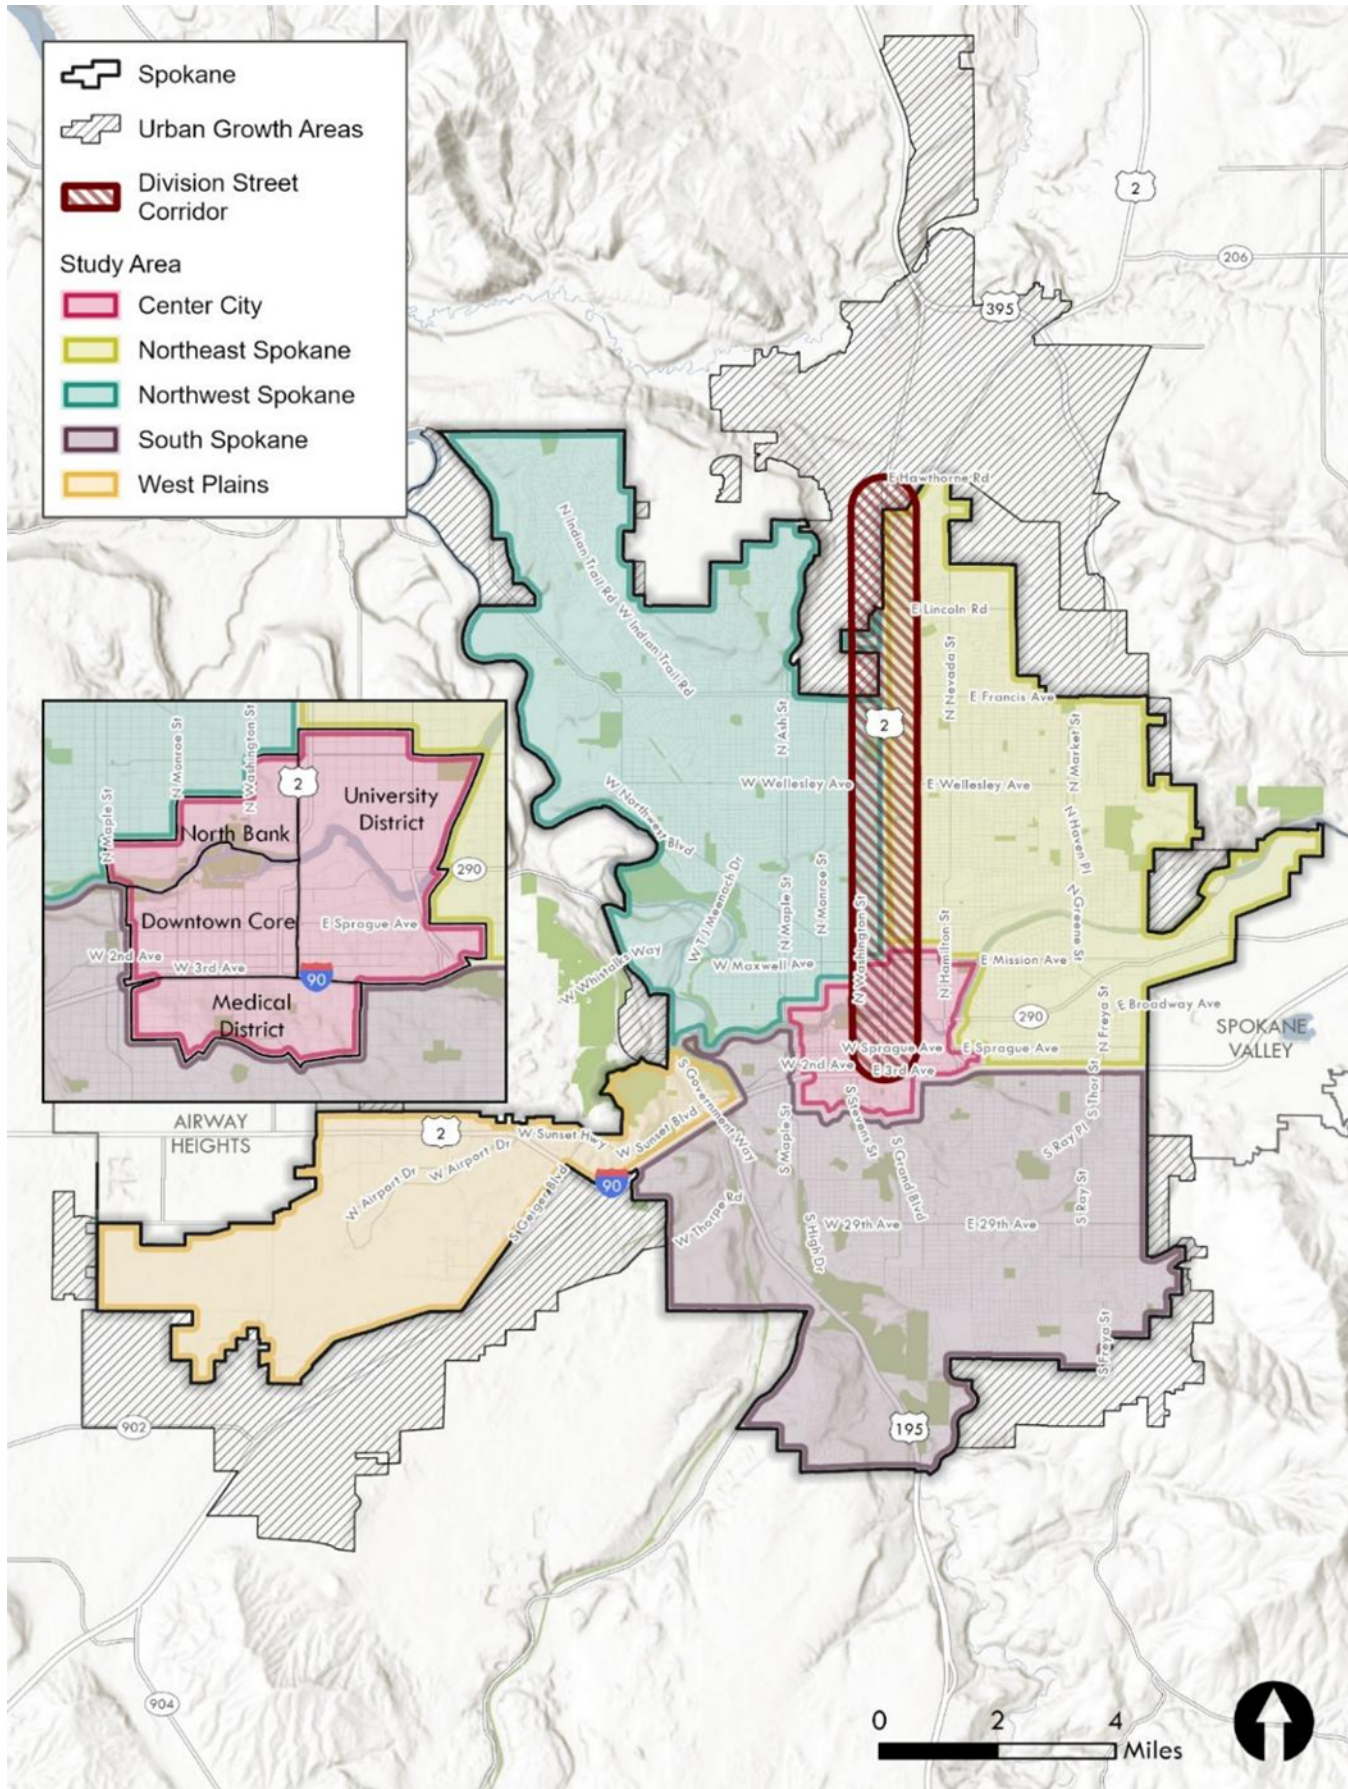 Spokane
Urban Growth Areas
Division Street
Corridor
Study Area
Center City
Northeast Spokane
Northwest Spokane
South Spokane
West Plains
2
206
395
E Hawthorne Rd
N Indian Trail Rd
W Indian Trail Rd
E Lincoln Rd
N Nevada St
E Francis Ave
N Ash St
2
N Market St
W Wellesley Ave
E Wellesley Ave
W Northwest Blvd
N Haven Pl
W T J Meenach Dr
N Maple St
N Monroe St
N Washington St
N Hamilton St
N Greene St
W Whistalks Way
W Maxwell Ave
E Mission Ave
290
N Freya St
E Broadway Ave
SPOKANE
VALLEY
W Sprague Ave
E Sprague Ave
W 2nd Ave
E 3rd Ave
S Government Way
S Thor St
N Maple St
N Monroe St
N Washington St
2
University
District
North Bank
290
Downtown Core
E Sprague Ave
W 2nd Ave
W 3rd Ave
90
Medical
District
AIRWAY
HEIGHTS
2
W Sunset Hwy
W Sunset Blvd
W Airport Dr
W Airport Dr
S Geiger Blvd
90
S Maple St
S Stevens St
S Grand Blvd
S Ray Pl
S Ray St
W Thorpe Rd
S High Dr
W 29th Ave
E 29th Ave
S Freya St
195
902
904
0 2 4
Miles